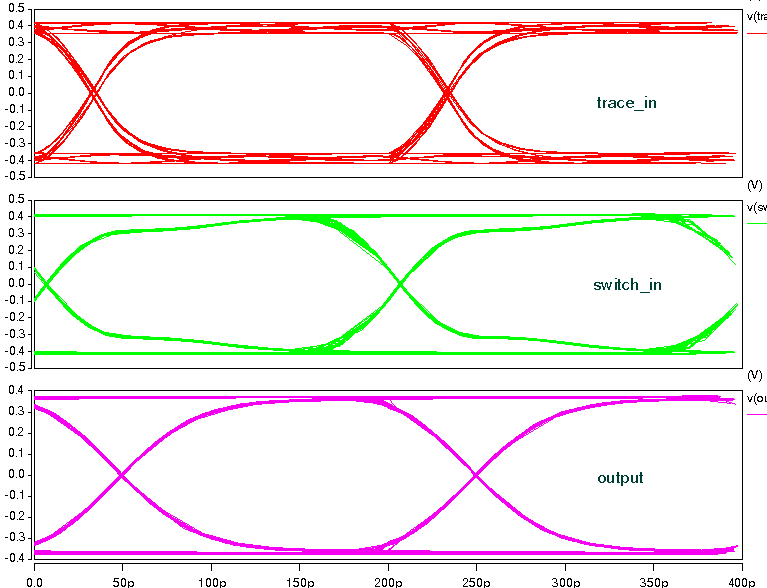 0.5
0.4
0.3
0.2
0.1
0.0
-0.1
-0.2
-0.3
-0.4
-0.5
trace_in
v(tra
(V)
0.5
0.4
0.3
0.2
0.1
0.0
-0.1
-0.2
-0.3
-0.4
-0.5
switch_in
v(sw
(V)
0.4
0.3
0.2
0.1
0.0
-0.1
-0.2
-0.3
-0.4
output
v(ou
0.0
50p
100p
150p
200p
250p
300p
350p
400p